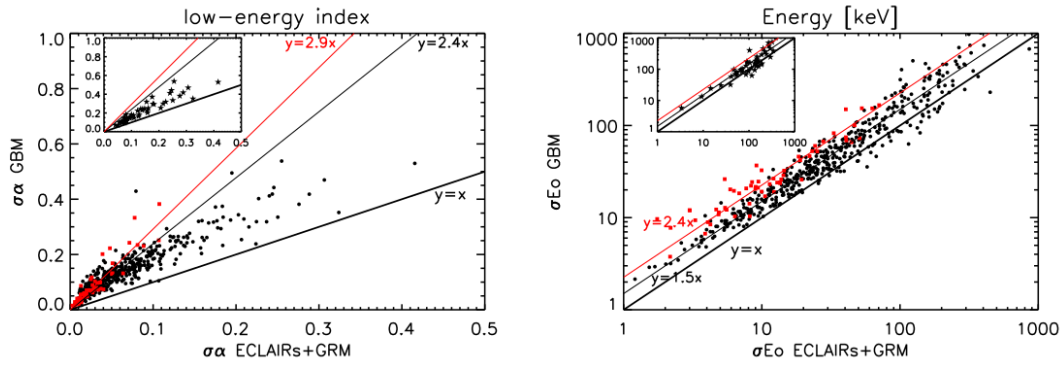 low-energy index
1.0
0.8
0.6
0.4
0.2
0.0
1.0
0.8
0.6
0.4
0.2
0.0
0.0 0.1 0.2 0.3 0.4 0.5
y=2.9x
y=2.4x
y=x
0.0 0.1 0.2 0.3 0.4 0.5
σα GBM
σα ECLAIRs+GRM
Energy [keV]
1000
100
10
1
1000
100
10
1
1 10 100 1000
y=2.4x
y=x
y=1.5x
1 10 100 1000
σEo GBM
σEo ECLAIRs+GRM